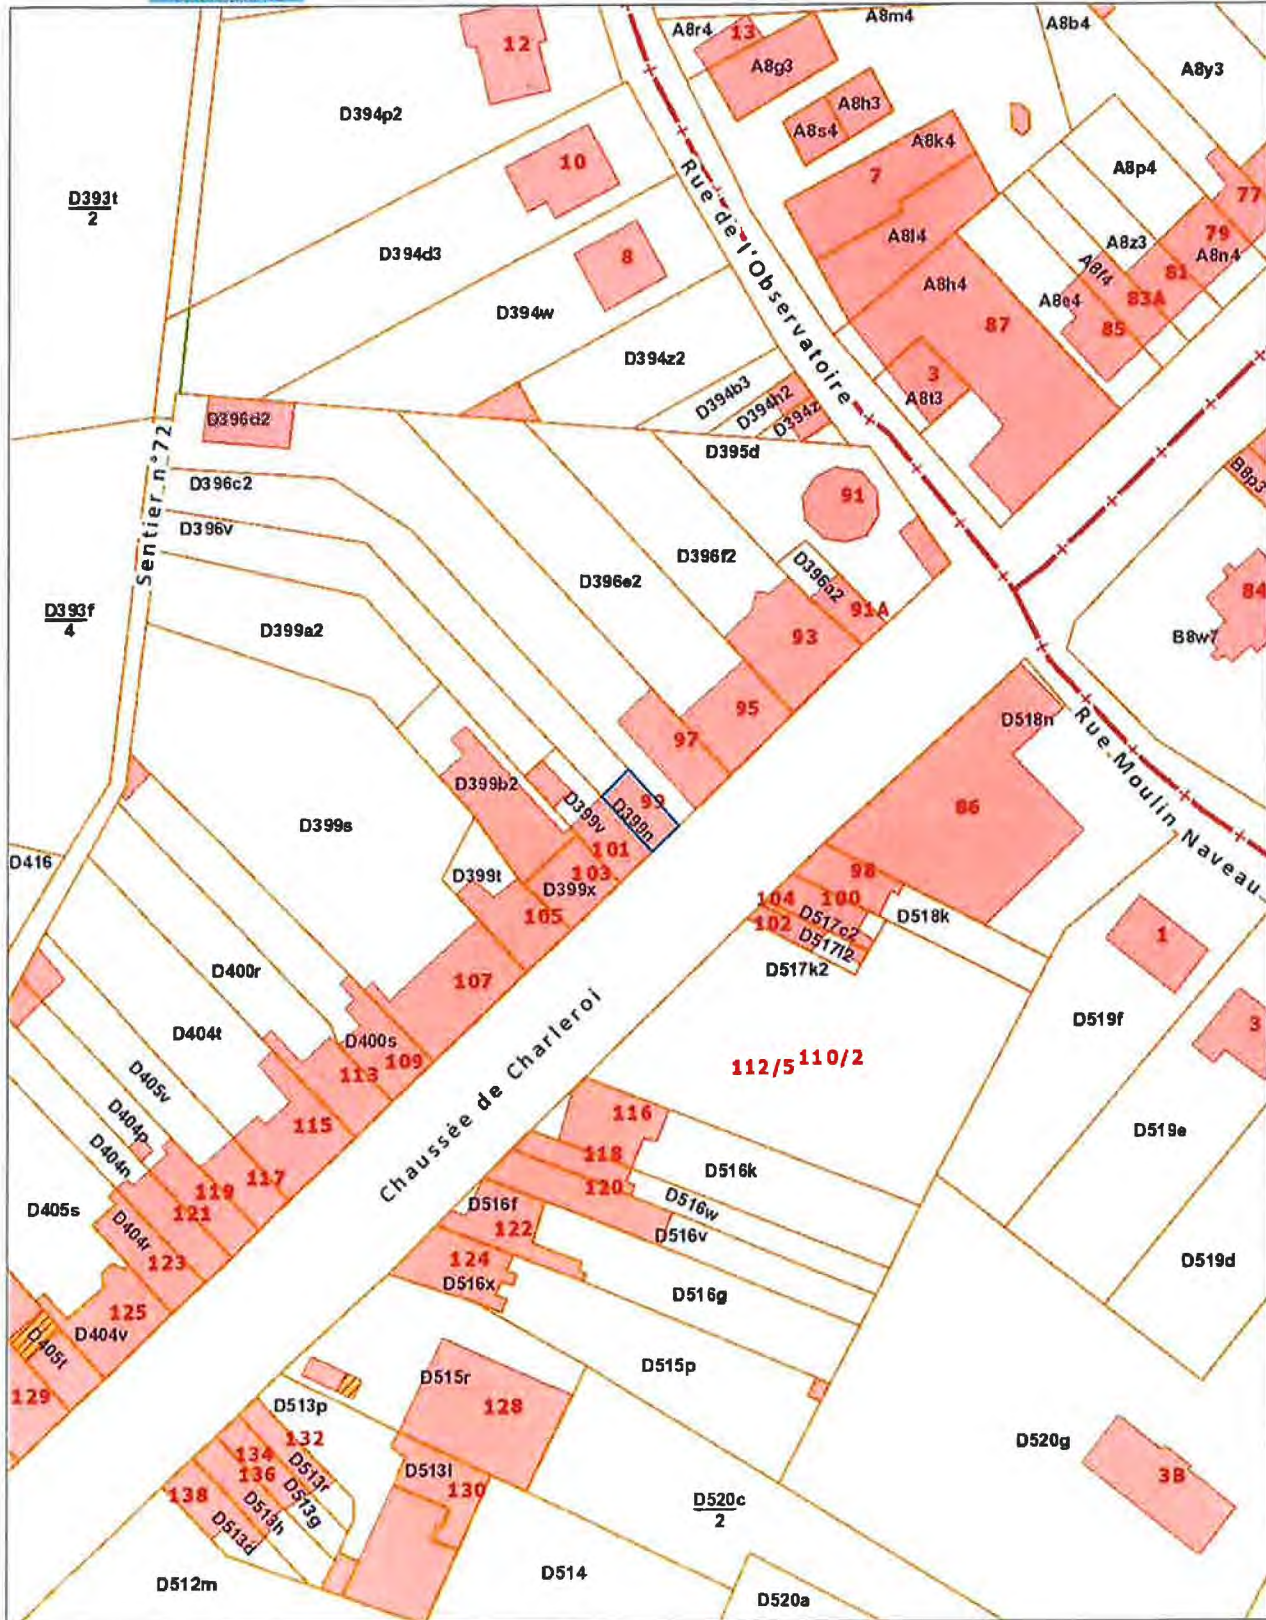 A8r4
13
A8m4
A8b4
12
A8g3
A8y3
D394p2
A8h3
A8s4
A8k4
10
7
A8p4
77
D393t
2
Rue de l'Observatoire
79
D394d3
8
A8l4
A8z3
A8n4
A8f4
81
A8h4
A8e4
83A
D394w
87
85
D394z2
3
D394b3
A8t3
D394h2
D396d2
D394z
Sentier n°72
D395d
B8p3
D396c2
91
D396v
D396f2
D396e2
D396a2
84
D393f
4
91A
D399a2
93
B8w7
95
D518n
Rue Moulin Naveau
97
D399b2
99
D399v
D399n
86
D399s
101
D416
103
98
D399t
D399x
104
100
105
102
D517c2
D518k
1
D517l2
D400r
D517k2
107
D404t
D519f
3
D400s
Chaussée de Charleroi
109
112/5
110/2
113
D405v
116
D404p
115
D519e
118
D404n
D516k
117
120
119
D516w
D405s
121
D516f
D404r
122
D516v
123
124
D519d
D516x
D516g
125
D404v
D405t
D515p
D515r
129
128
D513p
132
D520g
134
D513l
136
D513r
3B
130
138
D513g
D520c
2
D513h
D513d
D514
D512m
D520a